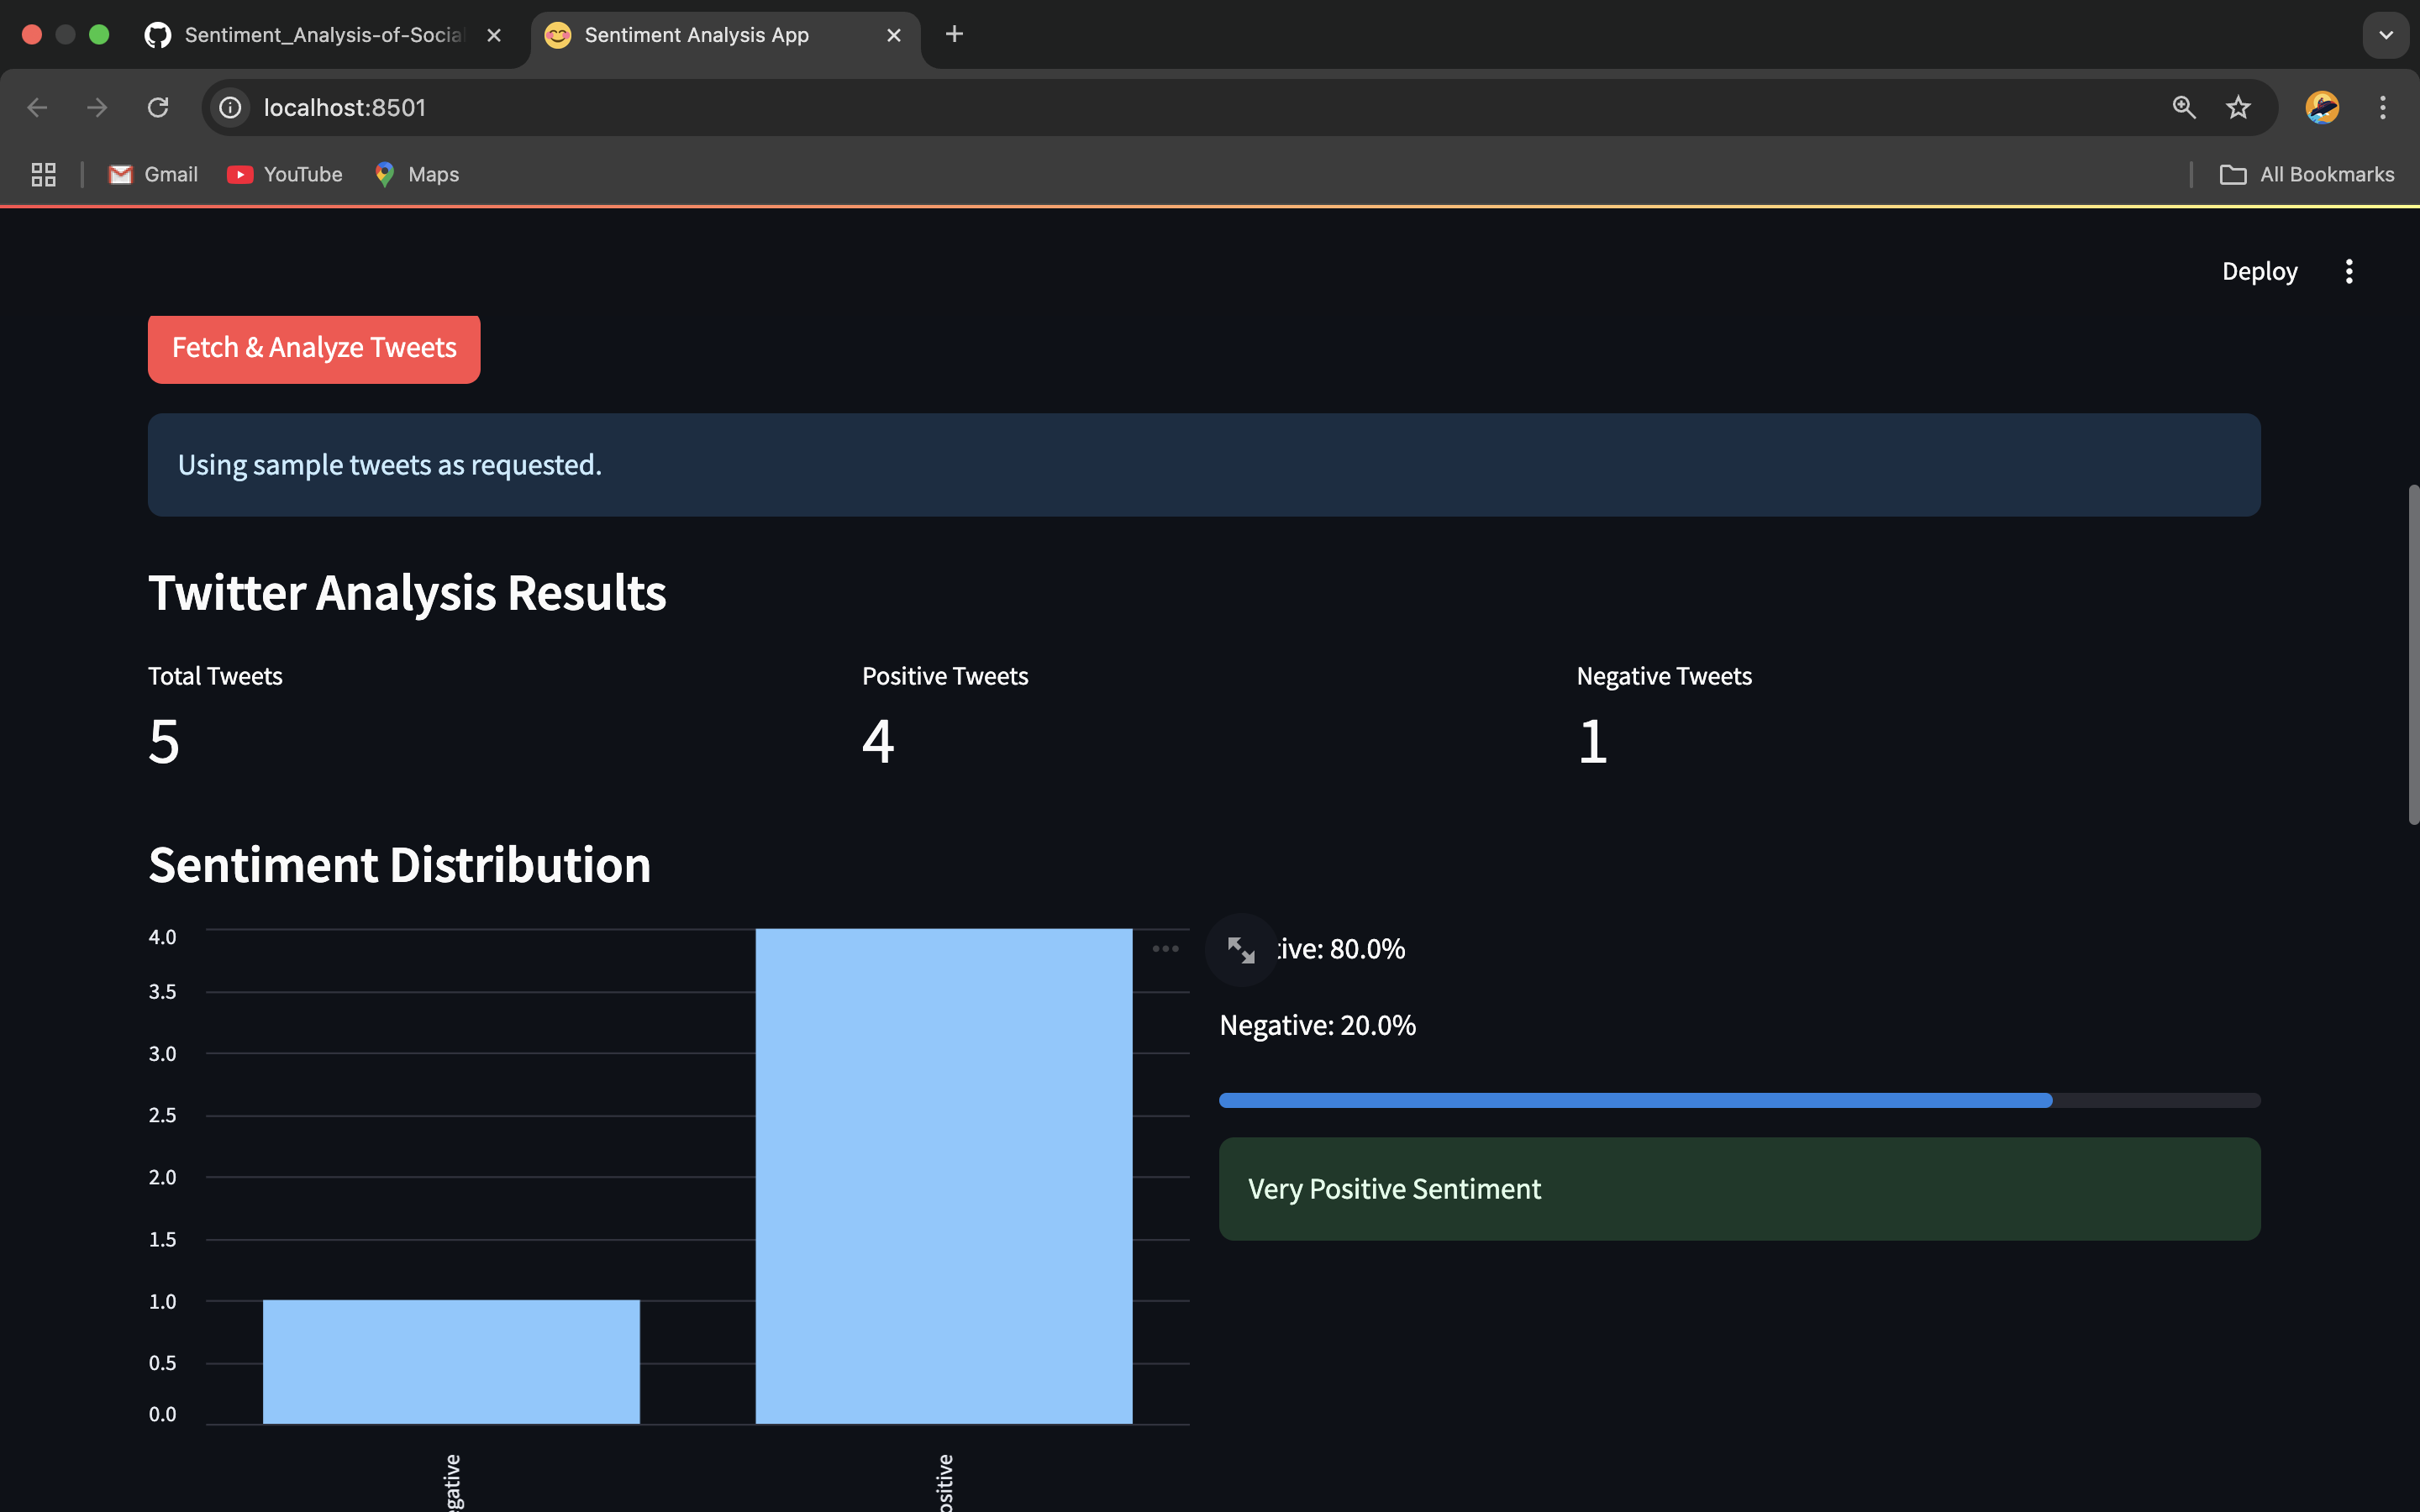 Sentiment_Analysis-of-Social
Sentiment Analysis App
localhost:8501
Gmail
YouTube
Maps
All Bookmarks
Deploy
Fetch & Analyze Tweets
Using sample tweets as requested.
Twitter Analysis Results
Total Tweets
5
Positive Tweets
4
Negative Tweets
1
Sentiment Distribution
4.0
3.5
3.0
2.5
2.0
1.5
1.0
0.5
0.0
egative
ositive
tive: 80.0%
Negative: 20.0%
Very Positive Sentiment